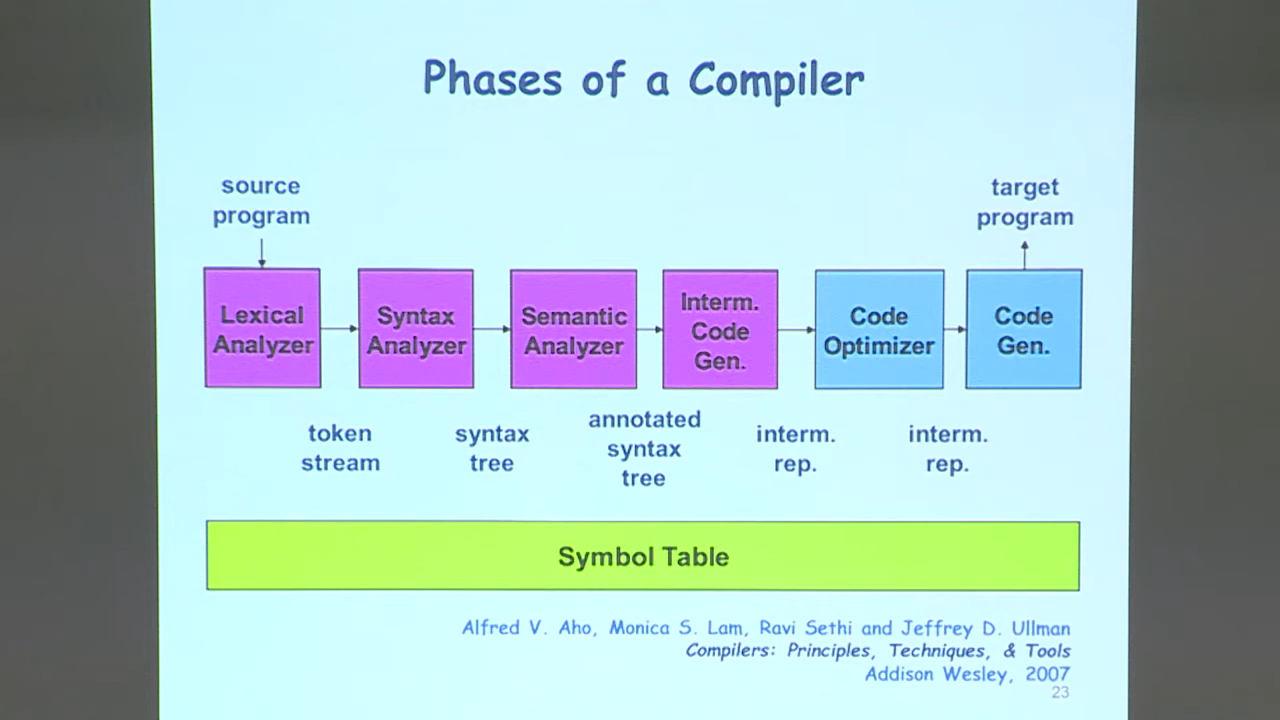 Phases of a Compiler
source
program
target
program
Lexical
Analyzer
Syntax
Analyzer
Semantic
Analyzer
Interm.
Code
Gen.
Code
Optimizer
Code
Gen.
token
stream
syntax
tree
annotated
syntax
tree
interm.
rep.
interm.
rep.
Symbol Table
Alfred V. Aho, Monica S. Lam, Ravi Sethi and Jeffrey D. Ullman
Compilers: Principles, Techniques, & Tools
Addison Wesley, 2007
23